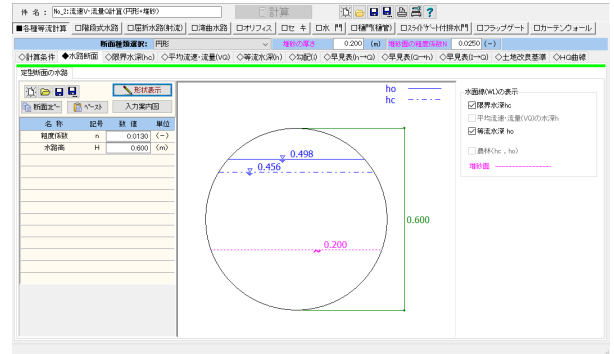 件 名： No.2:流速V･流量Q計算(円形+堆砂) 計算 ?
■各種等流計算 □階段式水路 □屈折水路(射流) □湾曲水路 □オリフィス □セ キ □水 門 □樋門(樋管) □スライドゲート付排水門 □フラップゲート □カーテンウォール
断面種類選択: 円形 堆砂の厚さ 0.200 (m) 堆砂面の粗度係数N 0.0250 (－)
◇計算条件 ◆水路断面 ◇限界水深(hc) ◇平均流速･流量(VQ) ◇等流水深(h) ◇勾配(I) ◇早見表(h→Q) ◇早見表(Q→h) ◇早見表(I→Q) ◇土地改良基準 ◇HQ曲線
定型断面の水路
形状表示
断面コピー ペースト 入力案内図
名 称 記号 数 値 単位
粗度係数 n 0.0130 (－)
水路高 H 0.600 (m)
ho
hc
0.498
0.456
0.600
0.200
水面線(WL)の表示
限界水深hc
平均流速･流量(VQ)の水深h
等流水深 ho
(hc , ho)
堆砂面